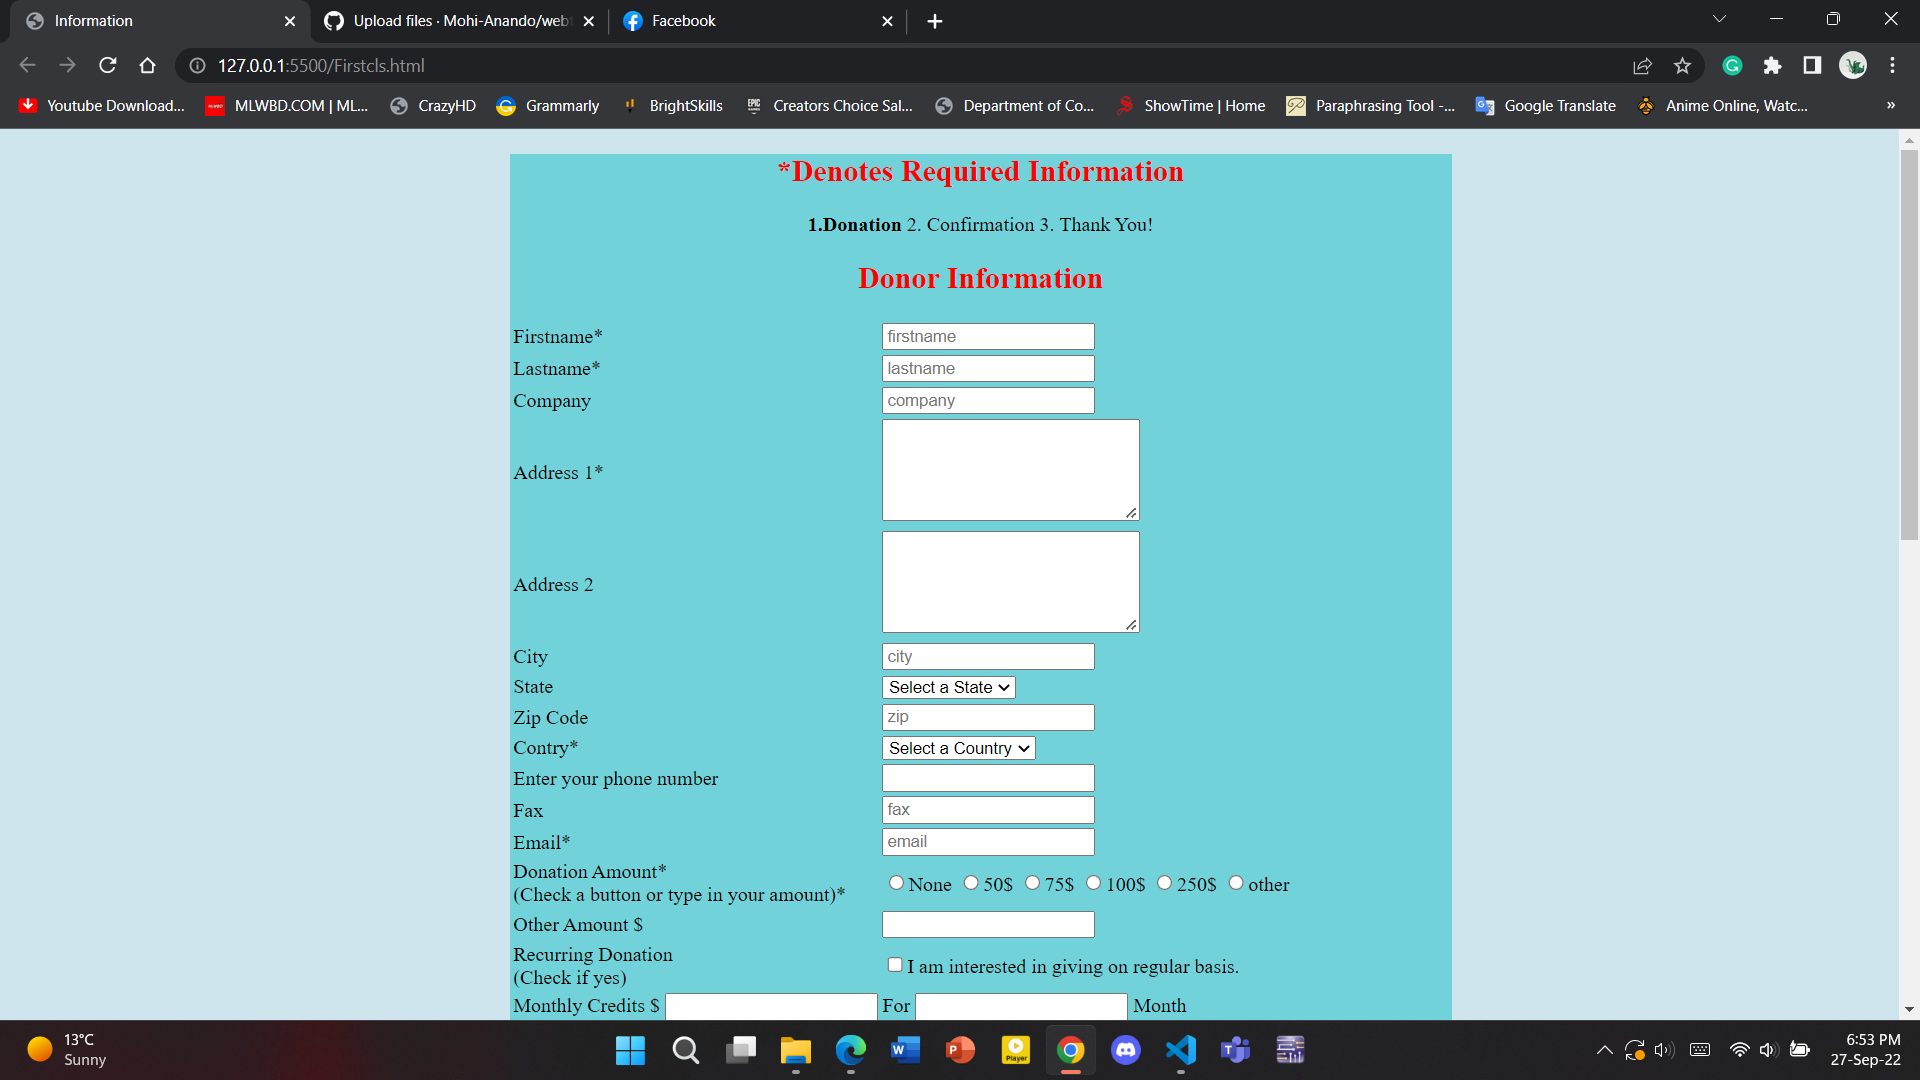 Information
Upload files · Mohi-Anando/webt
Facebook
127.0.0.1:5500/Firstcls.html
Youtube Download...
MLWBD.COM | ML...
CrazyHD
Grammarly
BrightSkills
Creators Choice Sal...
Department of Co...
ShowTime | Home
Paraphrasing Tool -...
Google Translate
Anime Online, Watc...
»
*Denotes Required Information
1.Donation 2. Confirmation 3. Thank You!
Donor Information
Firstname* firstname
Lastname* lastname
Company company
Address 1*
Address 2
City city
State Select a State
Zip Code zip
Contry* Select a Country
Enter your phone number
Fax fax
Email* email
Donation Amount*
(Check a button or type in your amount)*
None 50$ 75$ 100$ 250$ other
Other Amount $
Recurring Donation
(Check if yes)
I am interested in giving on regular basis.
Monthly Credits $ For Month
13°C
Sunny
Player
6:53 PM
27-Sep-22